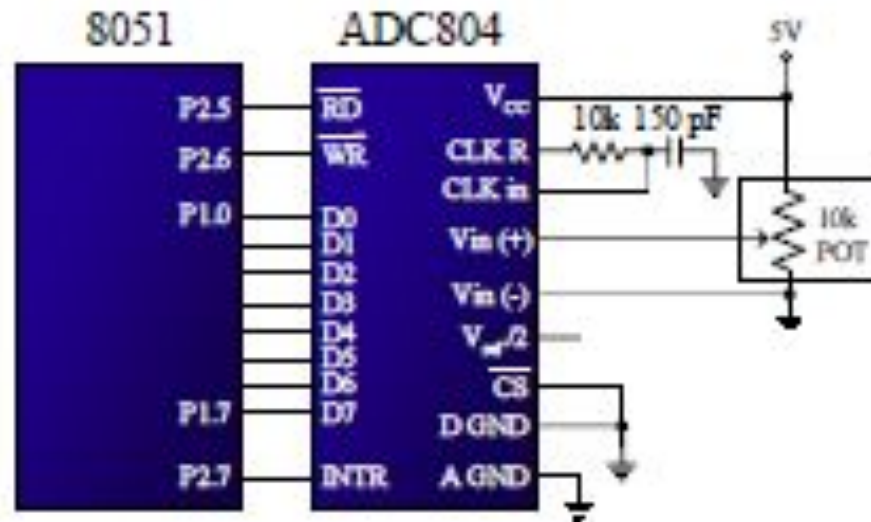 8051 ADC804
5V
P2.5 RD Vcc
10k 150 pF
P2.6 WR CLK R
CLK in
P1.0 D0
D1 Vin (+) 10k
D2 POT
D3 Vin (-)
D4 Vref/2
D5
D6 CS
P1.7 D7 D GND
P2.7 INTR A GND